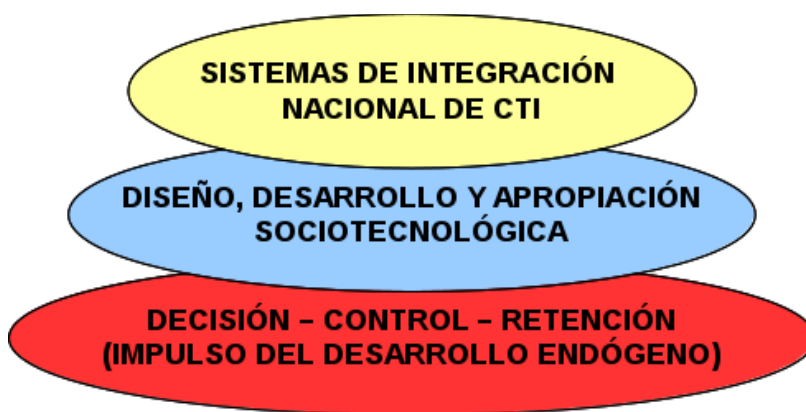 SISTEMAS DE INTEGRACIÓN
NACIONAL DE CTI
DISEÑO, DESARROLLO Y APROPIACIÓN
SOCIOTECNOLÓGICA
DECISIÓN – CONTROL – RETENCIÓN
(IMPULSO DEL DESARROLLO ENDÓGENO)